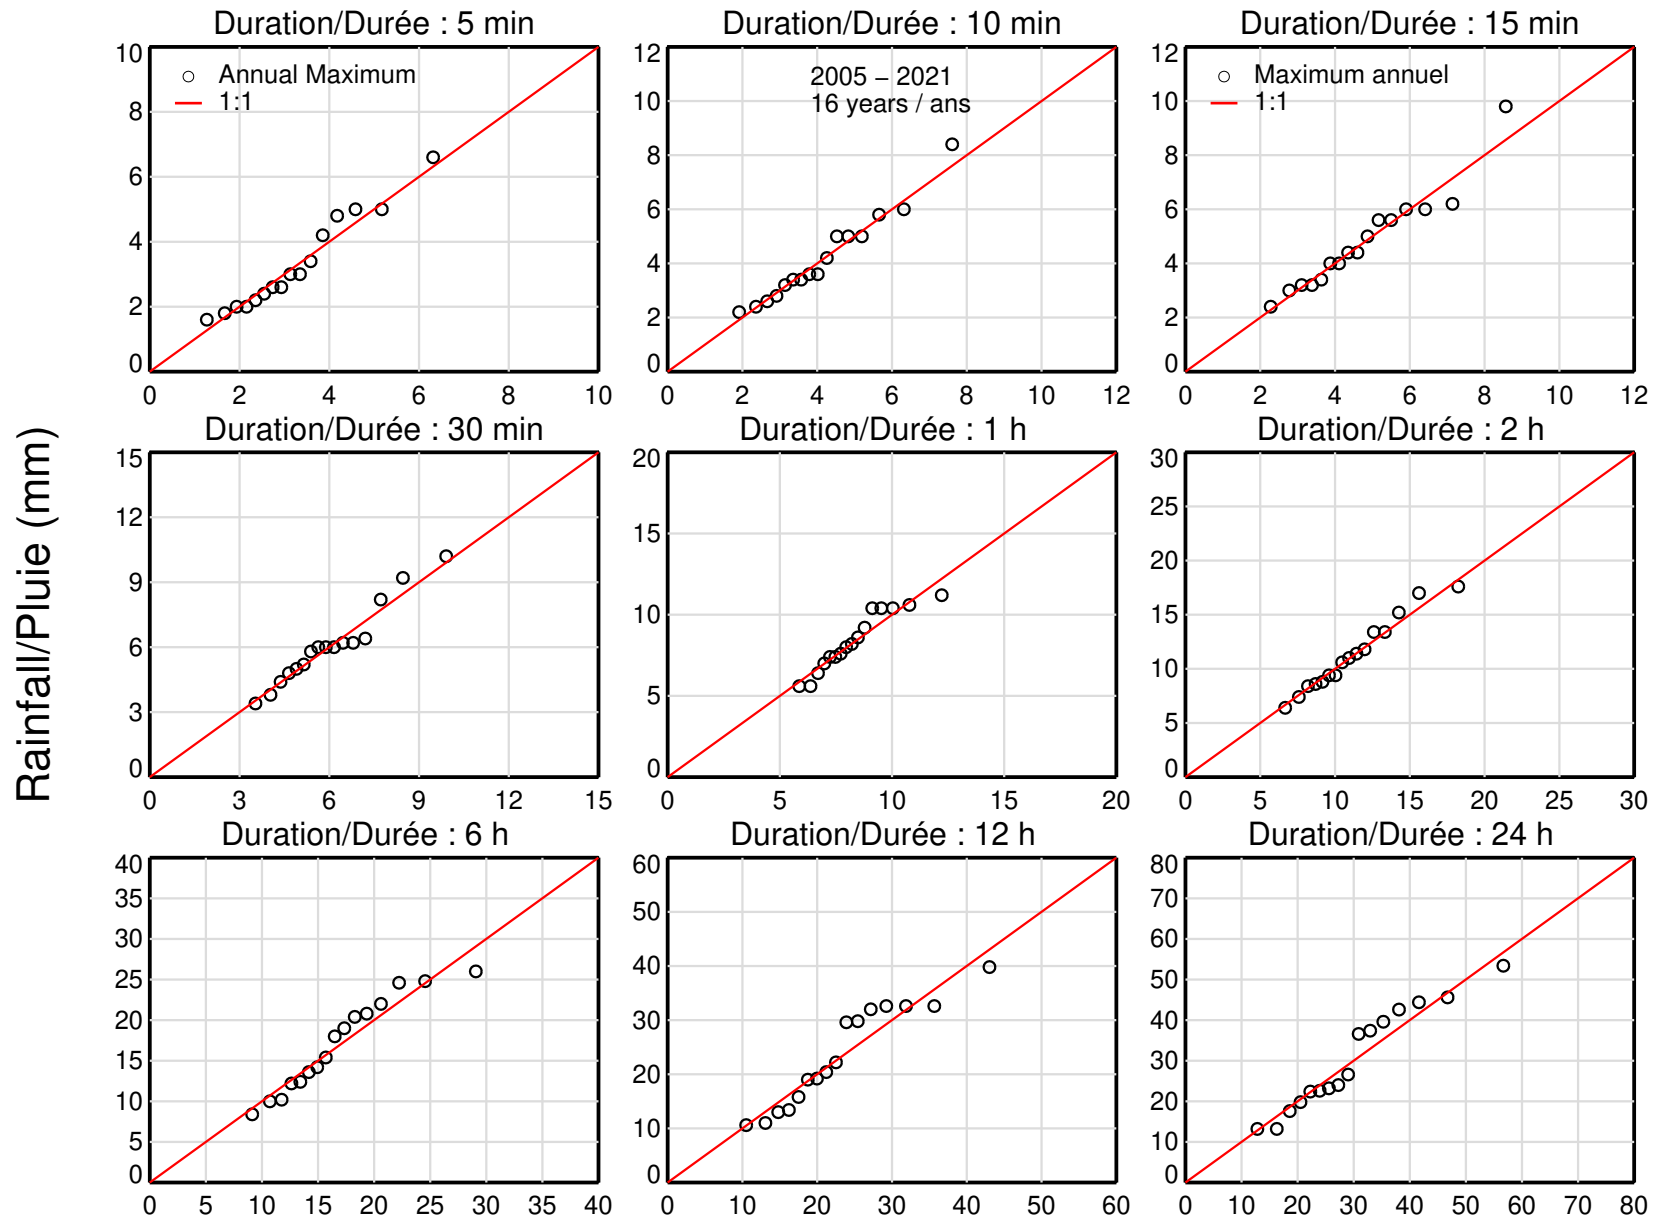 Duration/Durée : 5 min
Duration/Durée : 10 min
Duration/Durée : 15 min
10
8
6
4
2
0
0 2 4 6 8 10
Annual Maximum
1:1
12
10
8
6
4
2
0
0 2 4 6 8 10 12
2005 – 2021
16 years / ans
12
10
8
6
4
2
0
0 2 4 6 8 10 12
Maximum annuel
1:1
Rainfall/Pluie (mm)
Duration/Durée : 30 min
Duration/Durée : 1 h
Duration/Durée : 2 h
15
12
9
6
3
0
0 3 6 9 12 15
20
15
10
5
0
0 5 10 15 20
30
25
20
15
10
5
0
0 5 10 15 20 25 30
Duration/Durée : 6 h
Duration/Durée : 12 h
Duration/Durée : 24 h
40
35
30
25
20
15
10
5
0
0 5 10 15 20 25 30 35 40
60
50
40
30
20
10
0
0 10 20 30 40 50 60
80
70
60
50
40
30
20
10
0
0 10 20 30 40 50 60 70 80